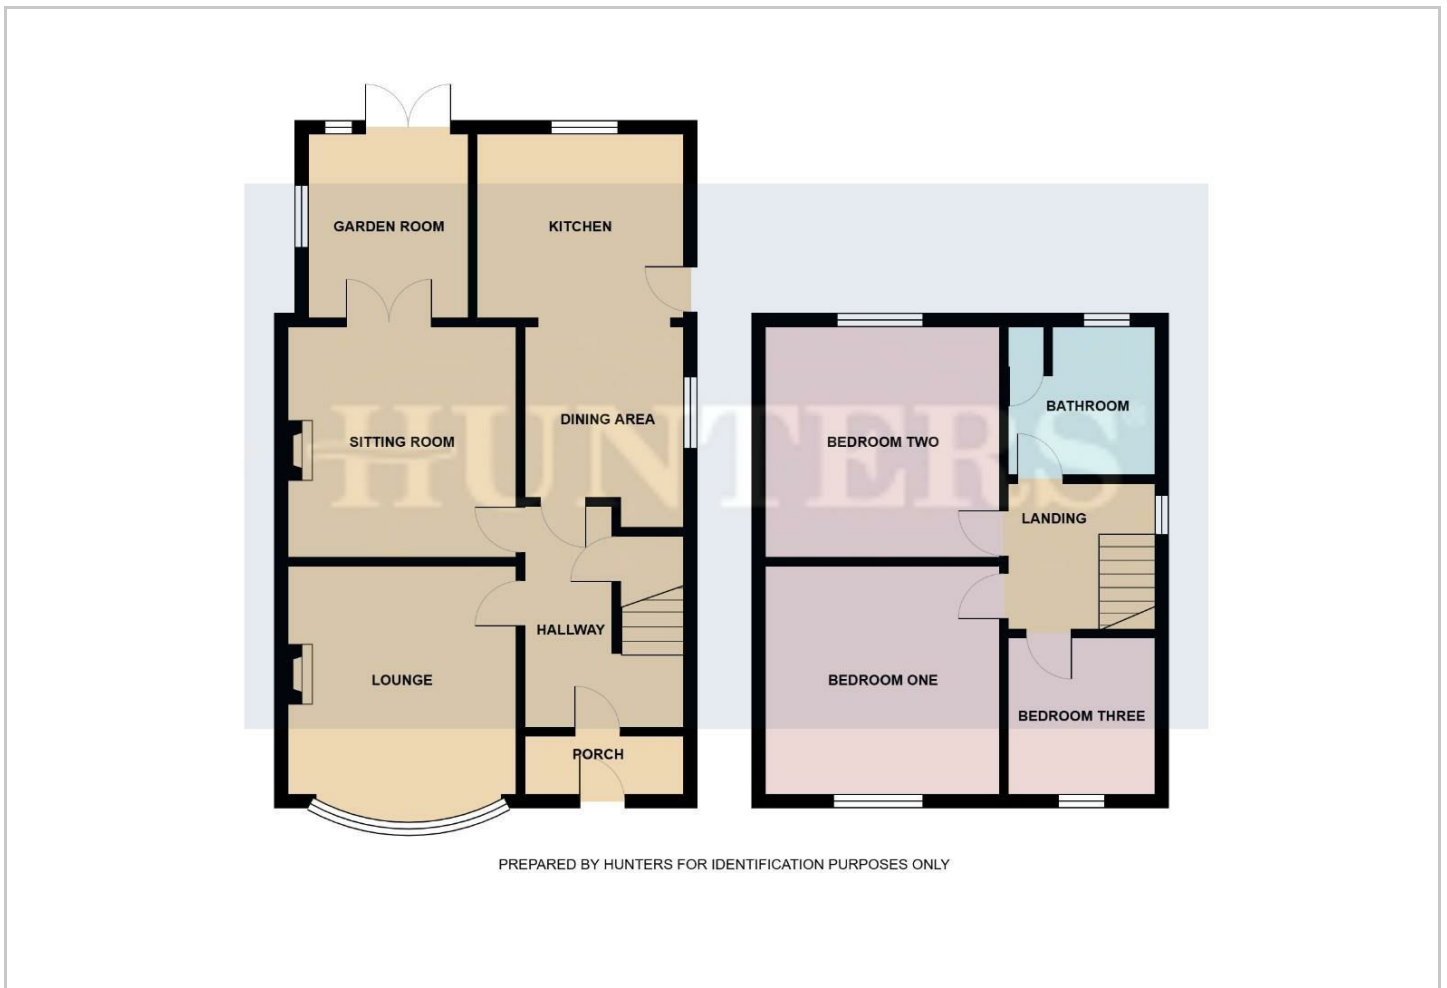 GARDEN ROOM
KITCHEN
SITTING ROOM
DINING AREA
HALLWAY
LOUNGE
PORCH
BEDROOM TWO
BATHROOM
LANDING
BEDROOM ONE
BEDROOM THREE
HUNTERS
PREPARED BY HUNTERS FOR IDENTIFICATION PURPOSES ONLY